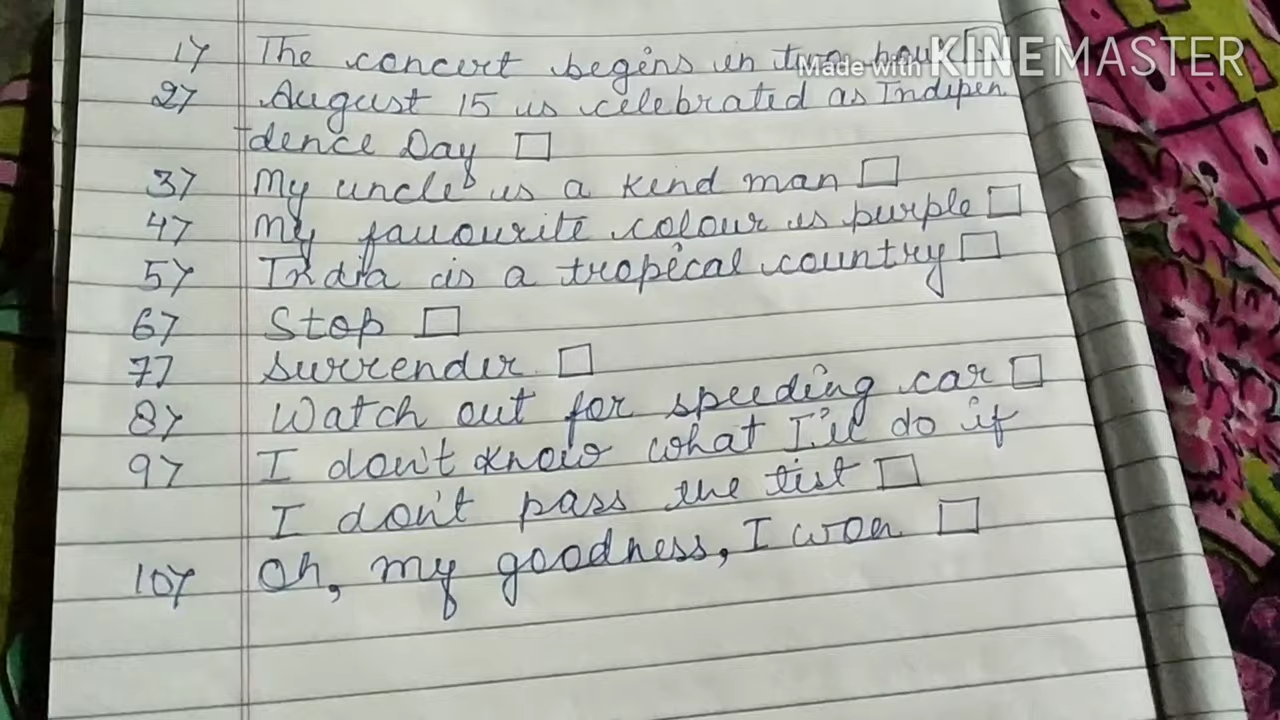 1) The concert begins in two hour
Made with KINEMASTER
2) August 15 is celebrated as Indipen
dence Day □
3) My uncle is a kind man □
4) My favourite colour is purple □
5) India is a tropical country □
6) Stop □
7) Surrender □
8) Watch out for speeding car □
9) I don't know what I'll do if
I don't pass the test □
10) Oh, my goodness, I won □